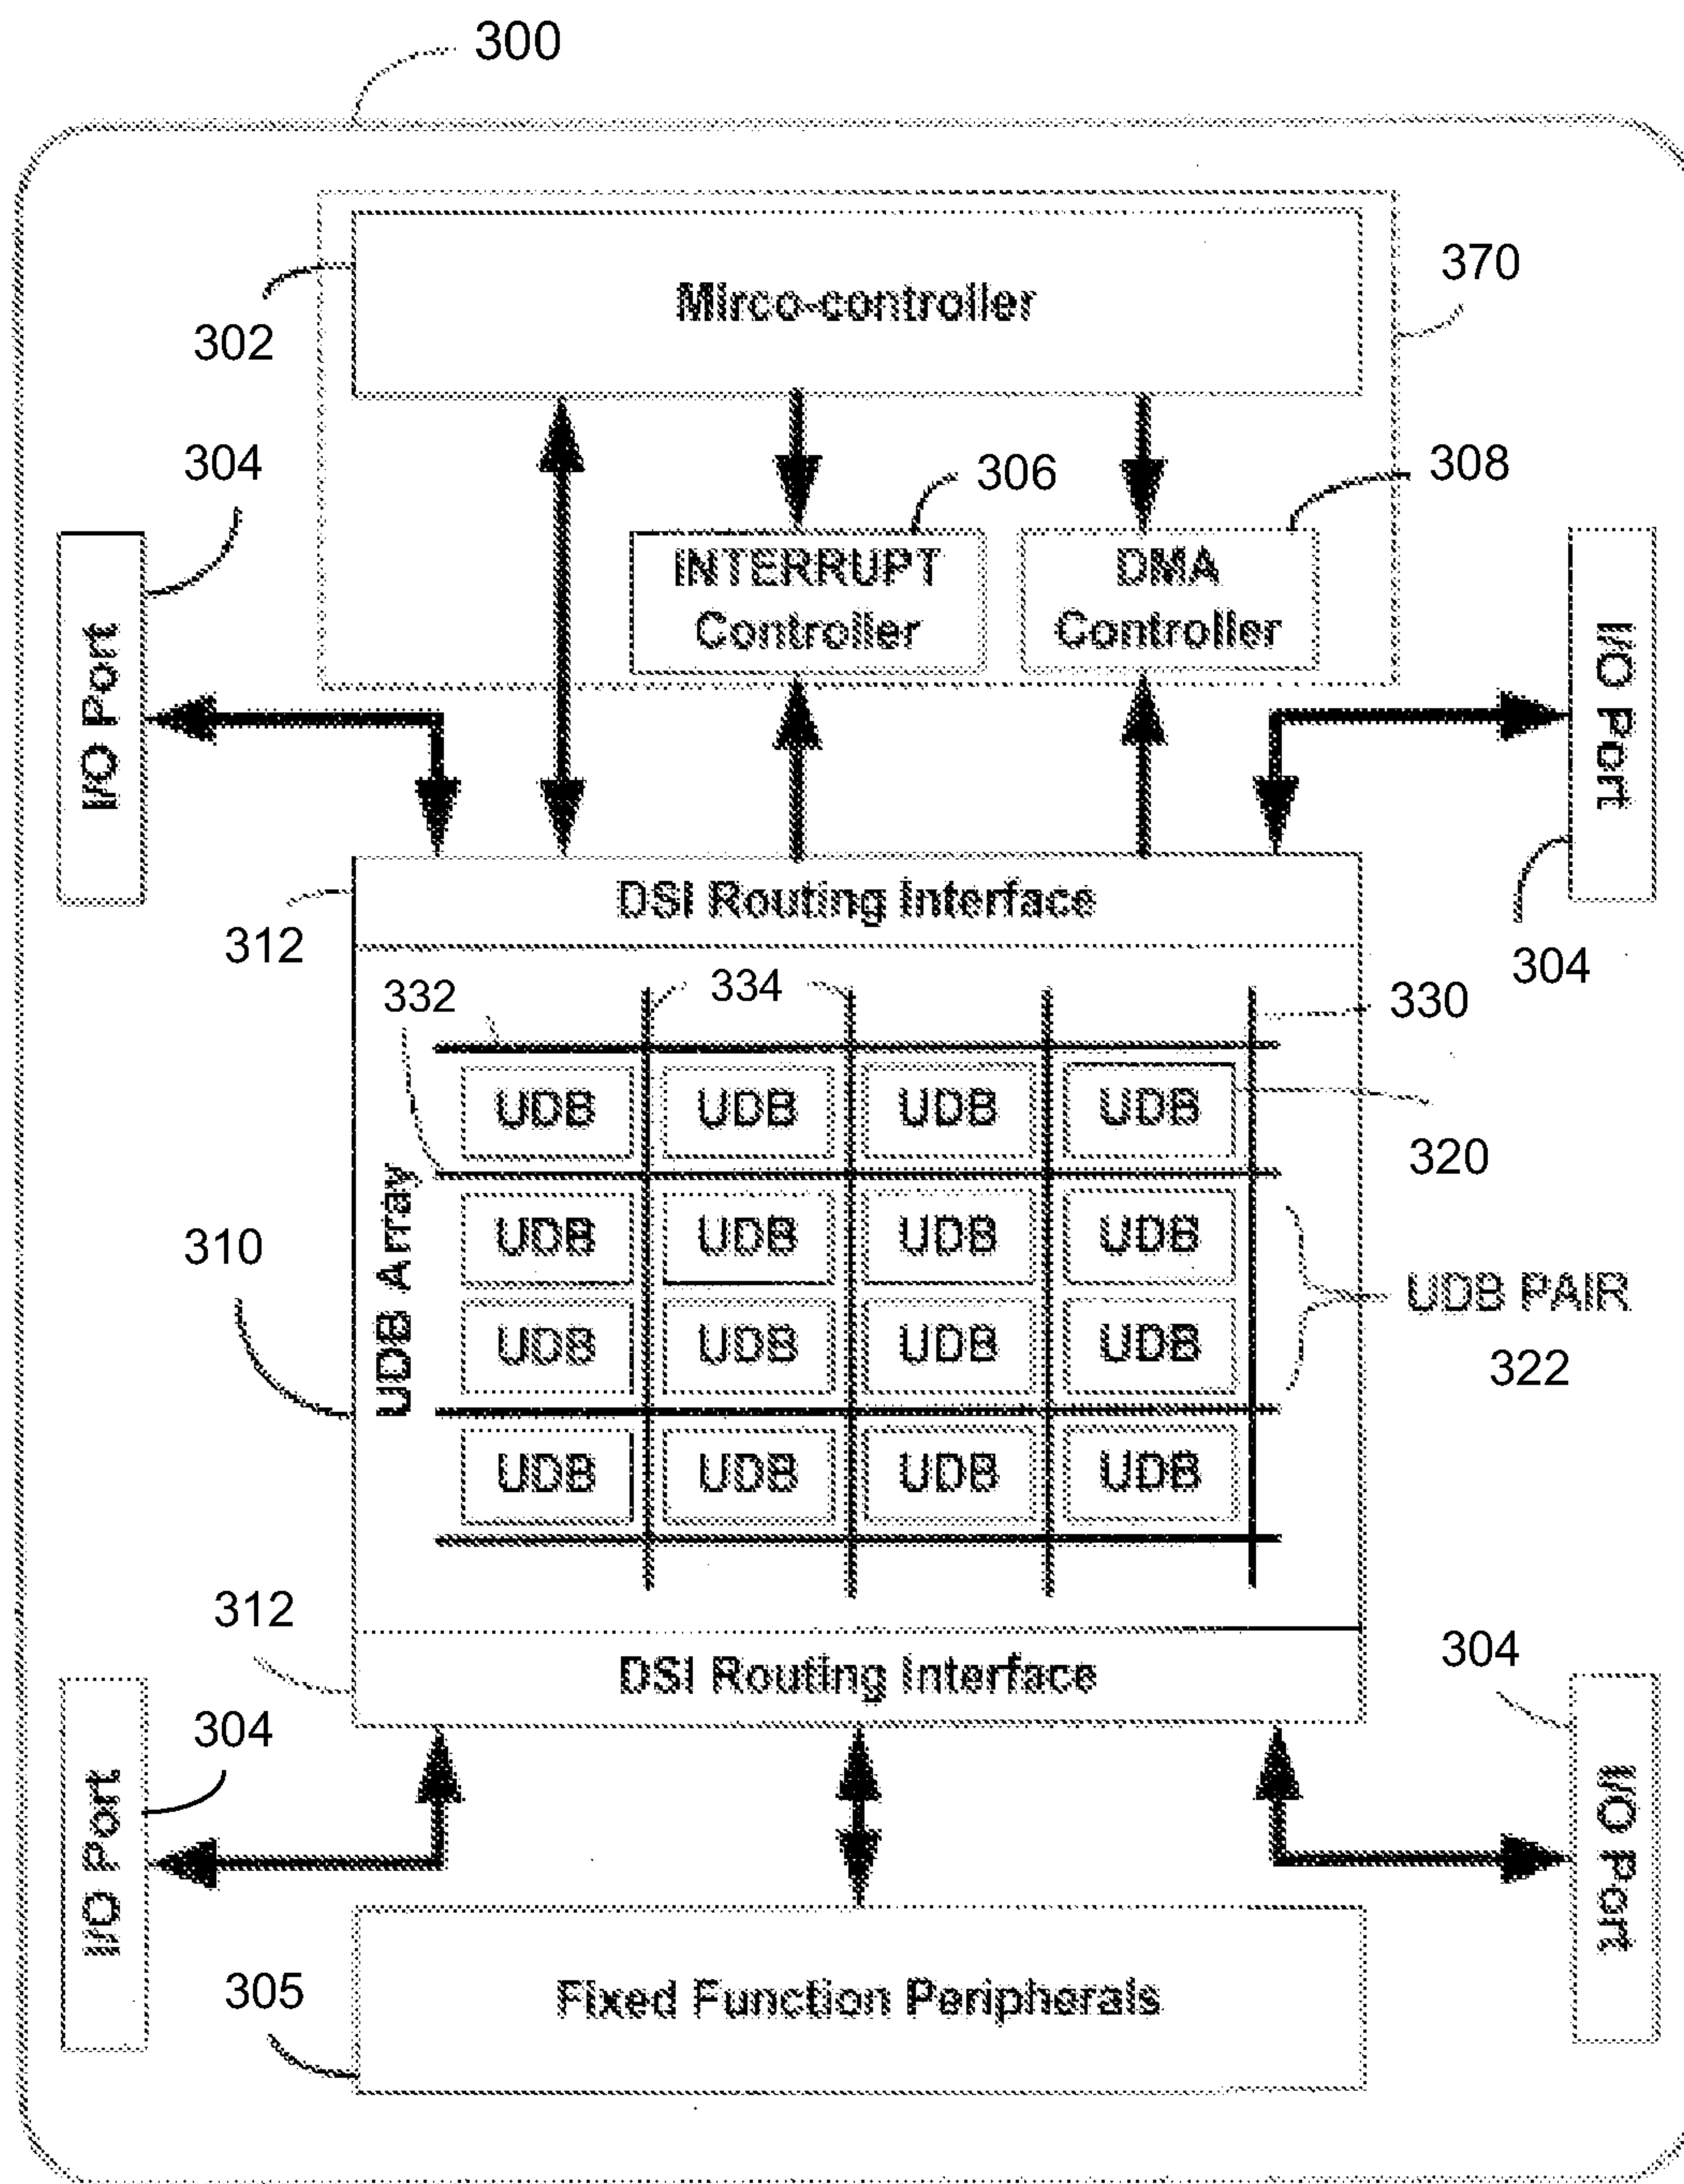 300
370
Mirco-controller
302
304
306
308
INTERRUPT
Controller
DMA
Controller
I/O Port
I/O Port
304
DSI Routing Interface
312
332
334
330
UDB UDB UDB UDB
320
UDB Array
UDB UDB UDB UDB
310
UDB PAIR
322
UDB UDB UDB UDB
UDB UDB UDB UDB
312
DSI Routing Interface
304
304
I/O Port
I/O Port
305
Fixed Function Peripherals